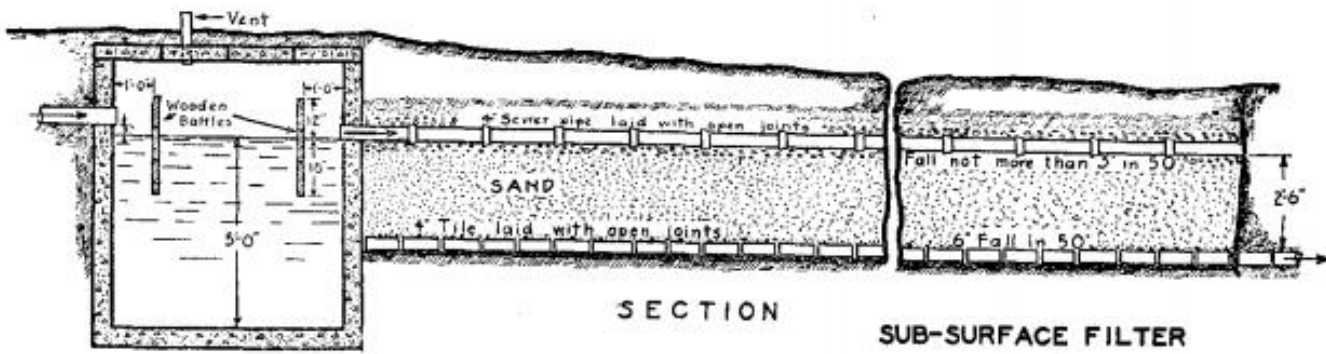 Vent
1'-0"
1'-0"
Wooden
Baffles
12"
4" Sewer pipe laid with open joints
Fall not more than 3" in 50'
SAND
2'-6"
4" Tile laid with open joints
6" Fall in 50'
5'-0"
SECTION
SUB-SURFACE FILTER